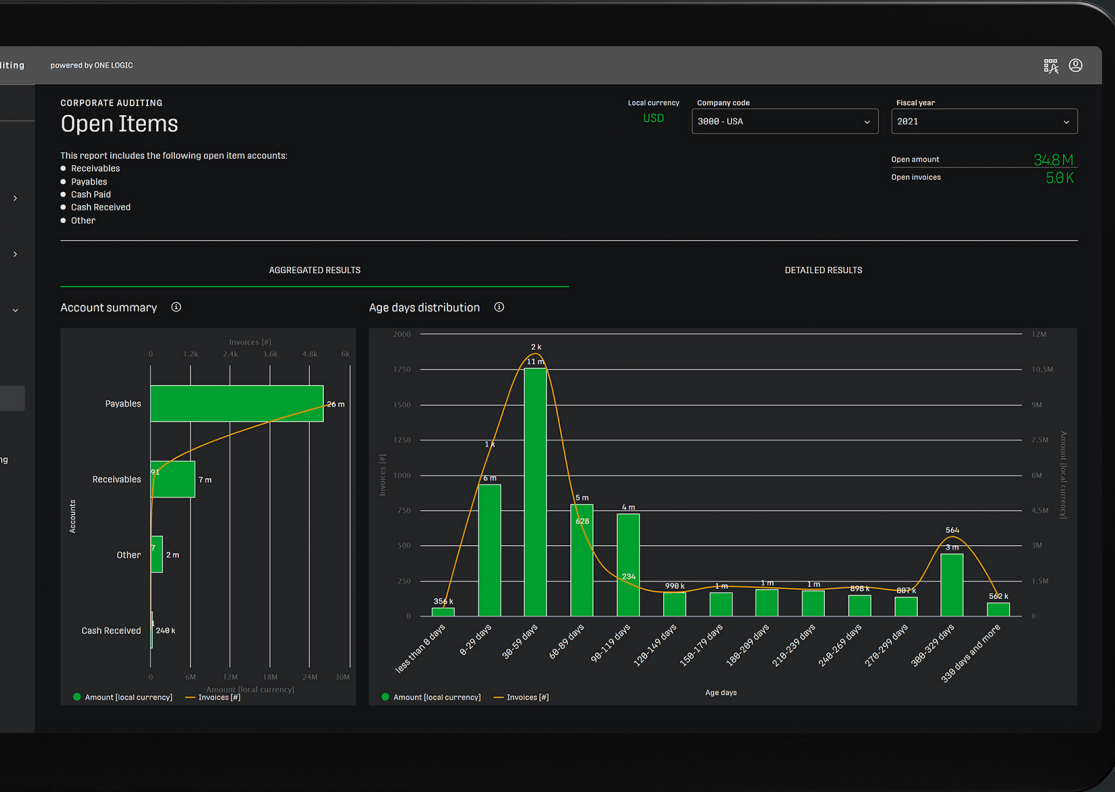 diting powered by ONE LOGIC
CORPORATE AUDITING
Open Items
Local currency
USD
Company code
3000 - USA
Fiscal year
2021
This report includes the following open item accounts:
Receivables
Payables
Cash Paid
Cash Received
Other
Open amount 34.8 M
Open invoices 5.0 K
AGGREGATED RESULTS DETAILED RESULTS
ng
Account summary
Invoices [#]
0 1.2k 2.4k 3.6k 4.8k 6k
Accounts
Payables 26 m
Receivables 91 7 m
Other 7 2 m
Cash Received 1 240 k
0 6M 12M 18M 24M 30M
Amount [local currency]
Amount [local currency] Invoices [#]
Age days distribution
Invoices [#]
2000
1750
1500
1250
1000
750
500
250
0
12M
10.5M
9M
7.5M
6M
4.5M
3M
1.5M
0
Amount [local currency]
356 k
1 k
6 m
2 k
11 m
5 m
628
4 m
234
990 k
1 m
1 m
1 m
898 k
807 k
564
3 m
562 k
less than 0 days
0-29 days
30-59 days
60-89 days
90-119 days
120-149 days
150-179 days
180-209 days
210-239 days
240-269 days
270-299 days
300-329 days
330 days and more
Age days
Amount [local currency] Invoices [#]